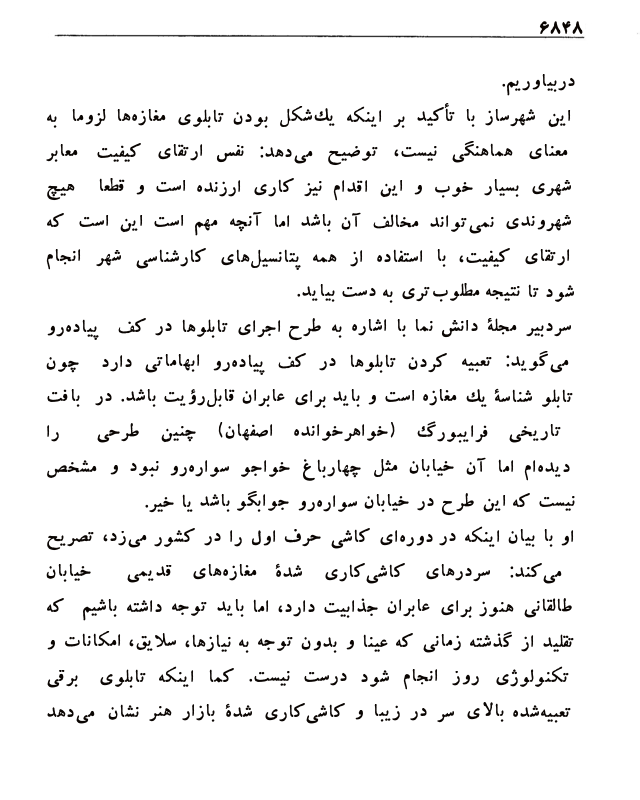 ۶۸۴۸
دربیاوریم.
این شهرساز با تأکید بر اینکه یك‌شکل بودن تابلوی مغازه‌ها لزوما به
معنای هماهنگی نیست، توضیح می‌دهد: نفس ارتقای کیفیت معابر
شهری بسیار خوب و این اقدام نیز کاری ارزنده است و قطعا هیچ
شهروندی نمی‌تواند مخالف آن باشد اما آنچه مهم است این است که
ارتقای کیفیت، با استفاده از همه پتانسیل‌های کارشناسی شهر انجام
شود تا نتیجه مطلوب‌تری به دست بیاید.
سردبیر مجلۀ دانش نما با اشاره به طرح اجرای تابلوها در کف پیاده‌رو
می‌گوید: تعبیه کردن تابلوها در کف پیاده‌رو ابهاماتی دارد چون
تابلو شناسۀ یك مغازه است و باید برای عابران قابل‌رؤیت باشد. در بافت
تاریخی فرایبورگ (خواهرخوانده اصفهان) چنین طرحی را
دیده‌ام اما آن خیابان مثل چهارباغ خواجو سواره‌رو نبود و مشخص
نیست که این طرح در خیابان سواره‌رو جوابگو باشد یا خیر.
او با بیان اینکه در دوره‌ای کاشی حرف اول را در کشور می‌زد، تصریح
می‌کند: سردرهای کاشی‌کاری شدۀ مغازه‌های قدیمی خیابان
طالقانی هنوز برای عابران جذابیت دارد، اما باید توجه داشته باشیم که
تقلید از گذشته زمانی که عینا و بدون توجه به نیازها، سلایق، امکانات و
تکنولوژی روز انجام شود درست نیست. کما اینکه تابلوی برقی
تعبیه‌شده بالای سر در زیبا و کاشی‌کاری شدۀ بازار هنر نشان می‌دهد